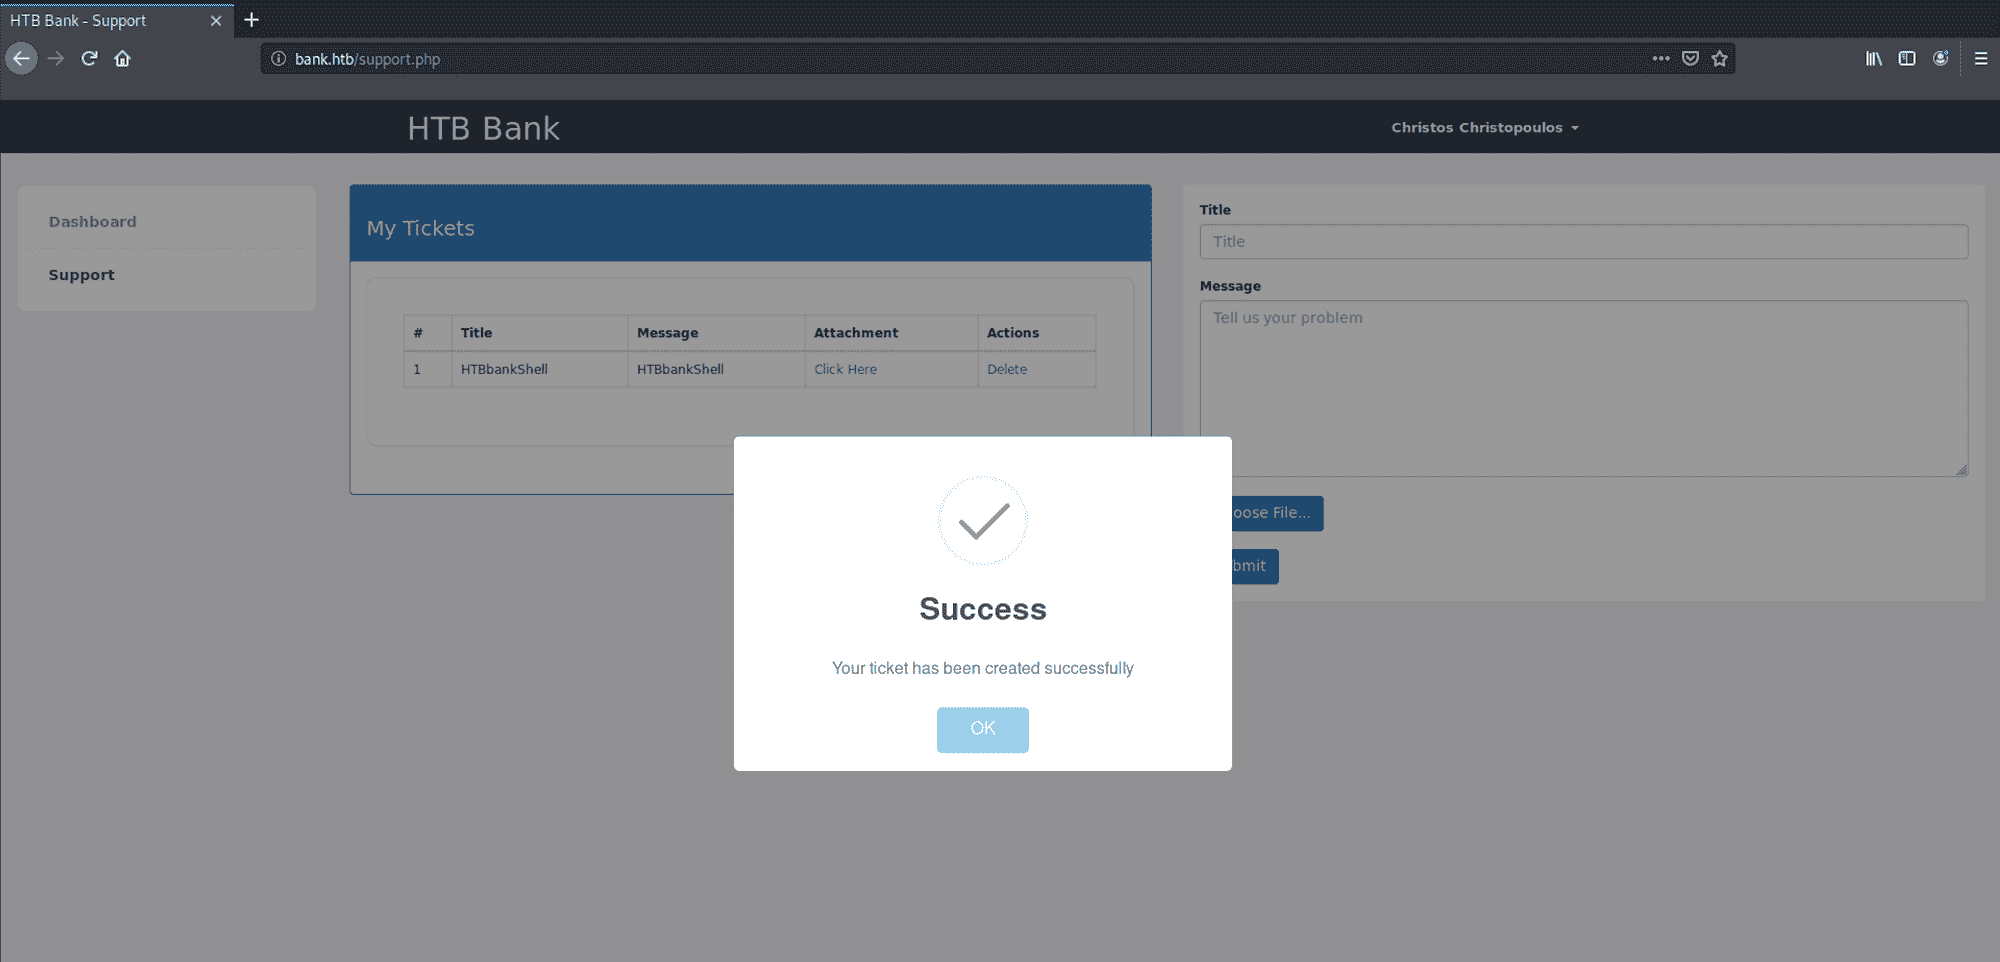 HTB Bank - Support
bank.htb/support.php
HTB Bank
Christos Christopoulos
Dashboard
Support
My Tickets
# Title Message Attachment Actions
1 HTBbankShell HTBbankShell Click Here Delete
Title
Title
Message
Tell us your problem
oose File...
bmit
Success
Your ticket has been created successfully
OK